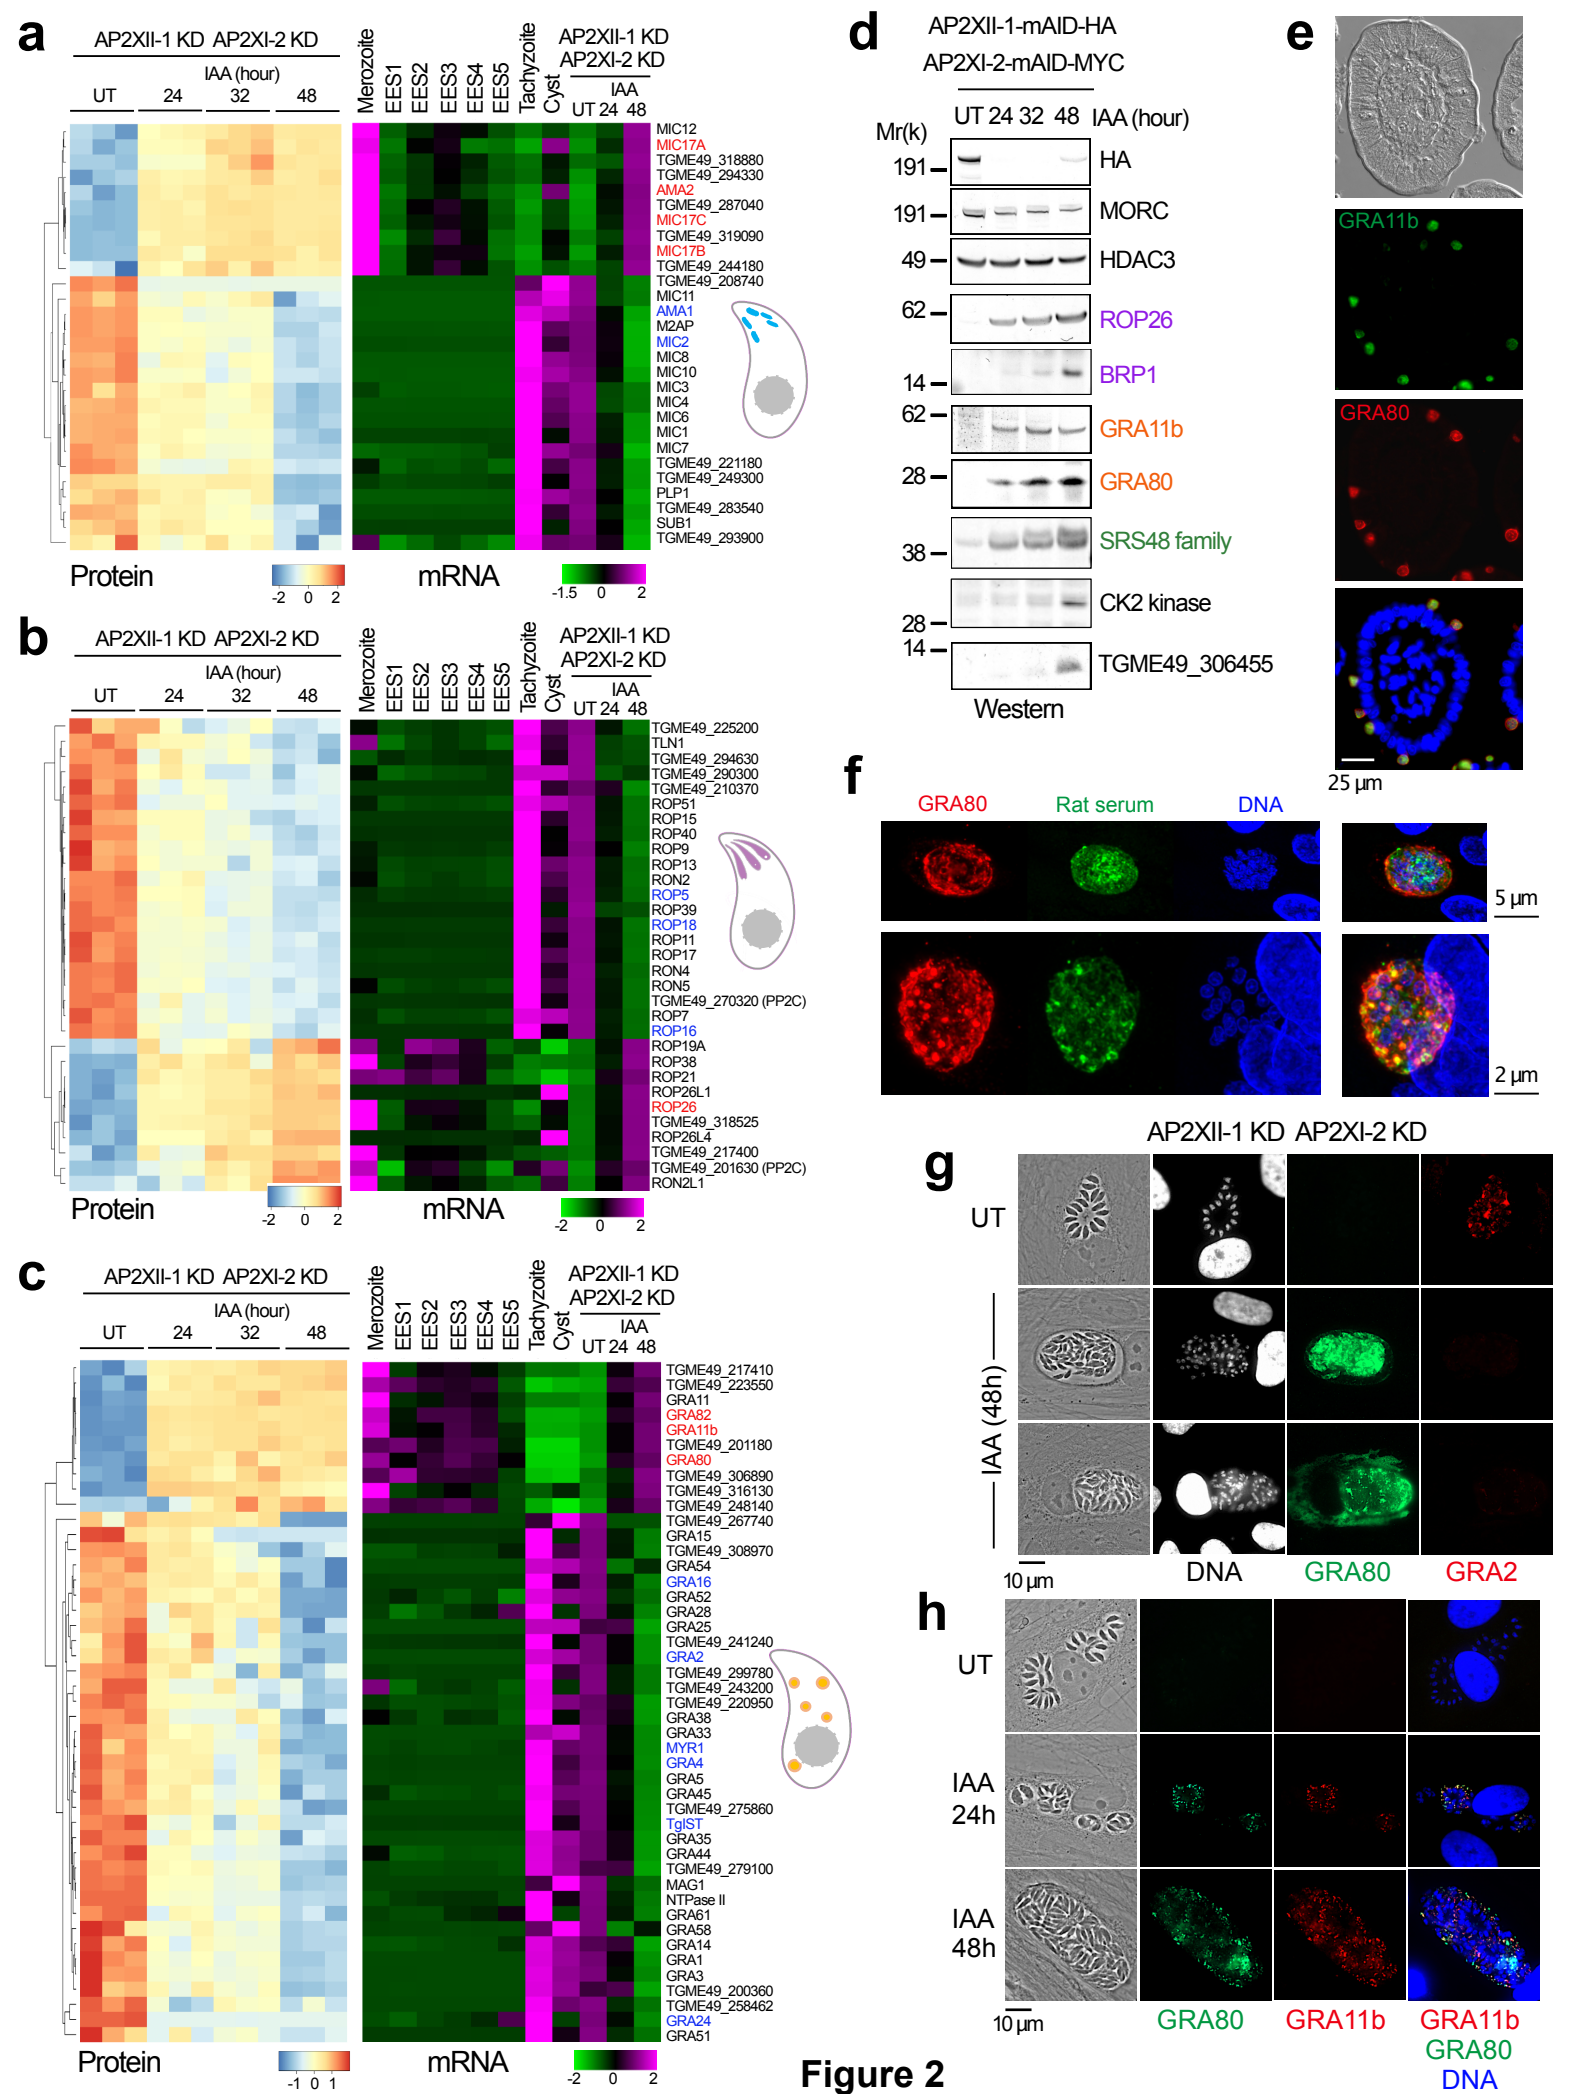 a
AP2XII-1 KD AP2XI-2 KD
IAA (hour)
UT 24 32 48
Merozoite
EES1
EES2
EES3
EES4
EES5
Tachyzoite
Cyst
AP2XII-1 KD
AP2XI-2 KD
IAA
UT 24 48
MIC12
MIC17A
TGME49_318880
TGME49_294330
AMA2
TGME49_287040
MIC17C
TGME49_319090
MIC17B
TGME49_244180
TGME49_208740
MIC11
AMA1
M2AP
MIC2
MIC8
MIC10
MIC3
MIC4
MIC6
MIC1
MIC7
TGME49_221180
TGME49_249300
PLP1
TGME49_283540
SUB1
TGME49_293900
Protein
-2 0 2
mRNA
-1.5 0 2
b
AP2XII-1 KD AP2XI-2 KD
IAA (hour)
UT 24 32 48
Merozoite
EES1
EES2
EES3
EES4
EES5
Tachyzoite
Cyst
AP2XII-1 KD
AP2XI-2 KD
IAA
UT 24 48
TGME49_225200
TLN1
TGME49_294630
TGME49_290300
TGME49_210370
ROP51
ROP15
ROP40
ROP9
ROP13
RON2
ROP5
ROP39
ROP18
ROP11
ROP17
RON4
RON5
TGME49_270320 (PP2C)
ROP7
ROP16
ROP19A
ROP38
ROP21
ROP26L1
ROP26
TGME49_318525
ROP26L4
TGME49_217400
TGME49_201630 (PP2C)
RON2L1
Protein
-2 0 2
mRNA
-2 0 2
c
AP2XII-1 KD AP2XI-2 KD
IAA (hour)
UT 24 32 48
Merozoite
EES1
EES2
EES3
EES4
EES5
Tachyzoite
Cyst
AP2XII-1 KD
AP2XI-2 KD
IAA
UT 24 48
TGME49_217410
TGME49_223550
GRA11
GRA82
GRA11b
TGME49_201180
GRA80
TGME49_306890
TGME49_316130
TGME49_248140
TGME49_267740
GRA15
TGME49_308970
GRA54
GRA16
GRA52
GRA28
GRA25
TGME49_241240
GRA2
TGME49_299780
TGME49_243200
TGME49_220950
GRA38
GRA33
MYR1
GRA4
GRA5
GRA45
TGME49_275860
TgIST
GRA35
GRA44
TGME49_279100
MAG1
NTPase II
GRA61
GRA58
GRA14
GRA1
GRA3
TGME49_200360
TGME49_258462
GRA24
GRA51
Protein
-1 0 1
mRNA
-2 0 2
d
AP2XII-1-mAID-HA
AP2XI-2-mAID-MYC
UT 24 32 48 IAA (hour)
Mr(k)
191 HA
191 MORC
49 HDAC3
62 ROP26
14 BRP1
62 GRA11b
28 GRA80
38 SRS48 family
28 CK2 kinase
14 TGME49_306455
Western
e
GRA11b
GRA80
25 µm
f
GRA80 Rat serum DNA
5 µm
2 µm
AP2XII-1 KD AP2XI-2 KD
g
UT
IAA (48h)
10 µm
DNA GRA80 GRA2
h
UT
IAA
24h
IAA
48h
10 µm
GRA80 GRA11b GRA11b
GRA80
DNA
Figure 2